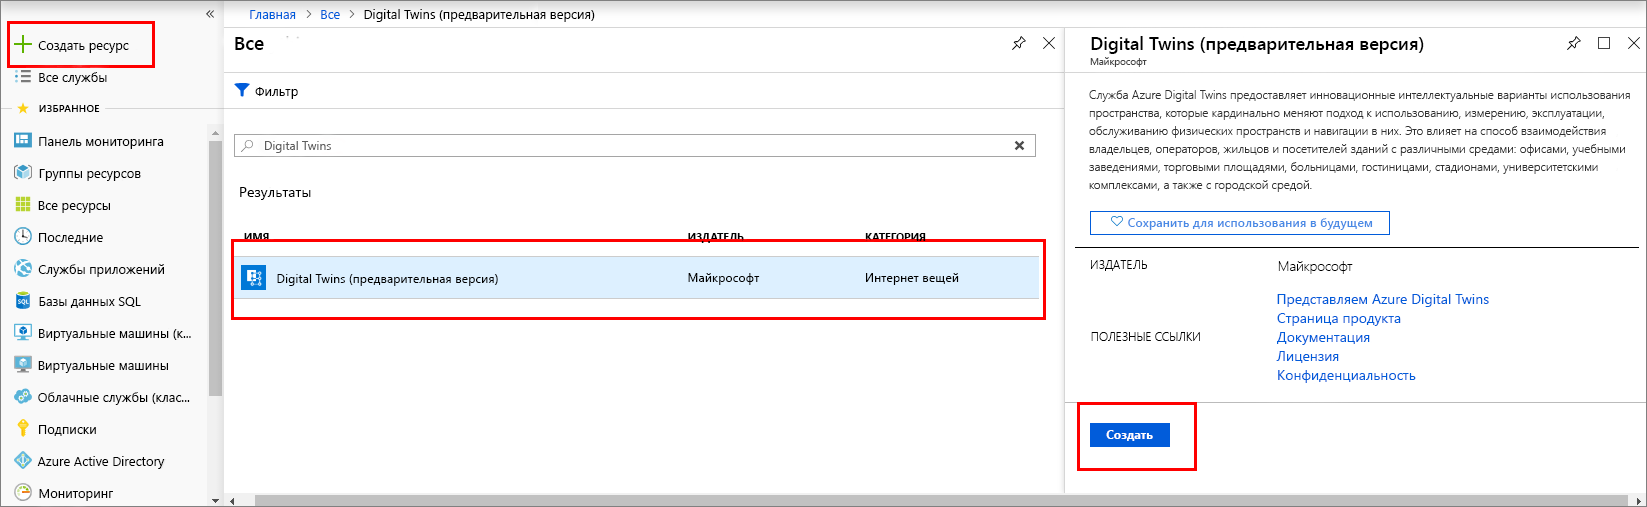 «
Создать ресурс
Все службы
ИЗБРАННОЕ
Панель мониторинга
Группы ресурсов
Все ресурсы
Последние
Службы приложений
Базы данных SQL
Виртуальные машины (к...
Виртуальные машины
Облачные службы (клас...
Подписки
Azure Active Directory
Мониторинг
Главная > Все > Digital Twins (предварительная версия)
Все
Фильтр
Digital Twins
Результаты
ИМЯ ИЗДАТЕЛЬ КАТЕГОРИЯ
Digital Twins (предварительная версия) Майкрософт Интернет вещей
Digital Twins (предварительная версия)
Майкрософт
Служба Azure Digital Twins предоставляет инновационные интеллектуальные варианты использования
пространства, которые кардинально меняют подход к использованию, измерению, эксплуатации,
обслуживанию физических пространств и навигации в них. Это влияет на способ взаимодействия
владельцев, операторов, жильцов и посетителей зданий с различными средами: офисами, учебными
заведениями, торговыми площадями, больницами, гостиницами, стадионами, университетскими
комплексами, а также с городской средой.
Сохранить для использования в будущем
ИЗДАТЕЛЬ Майкрософт
ПОЛЕЗНЫЕ ССЫЛКИ
Представляем Azure Digital Twins
Страница продукта
Документация
Лицензия
Конфиденциальность
Создать